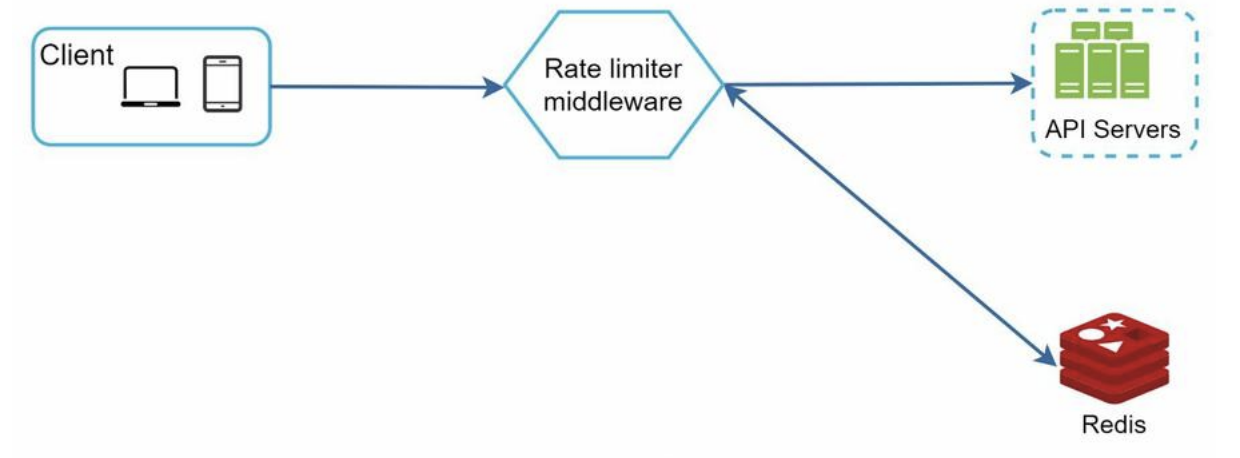 Client
Rate limiter
middleware
API Servers
Redis